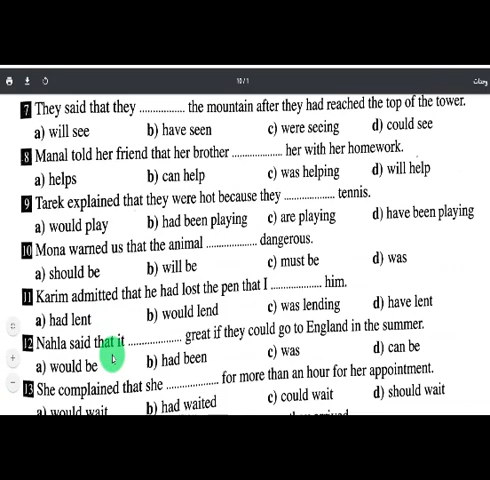 10 / 1
7 They said that they .................. the mountain after they had reached the top of the tower.
a) will see b) have seen c) were seeing d) could see
8 Manal told her friend that her brother .................. her with her homework.
a) helps b) can help c) was helping d) will help
9 Tarek explained that they were hot because they .................. tennis.
a) would play b) had been playing c) are playing d) have been playing
10 Mona warned us that the animal .................. dangerous.
a) should be b) will be c) must be d) was
11 Karim admitted that he had lost the pen that I .................. him.
a) had lent b) would lend c) was lending d) have lent
12 Nahla said that it .................. great if they could go to England in the summer.
a) would be b) had been c) was d) can be
13 She complained that she .................. for more than an hour for her appointment.
a) would wait b) had waited c) could wait d) should wait